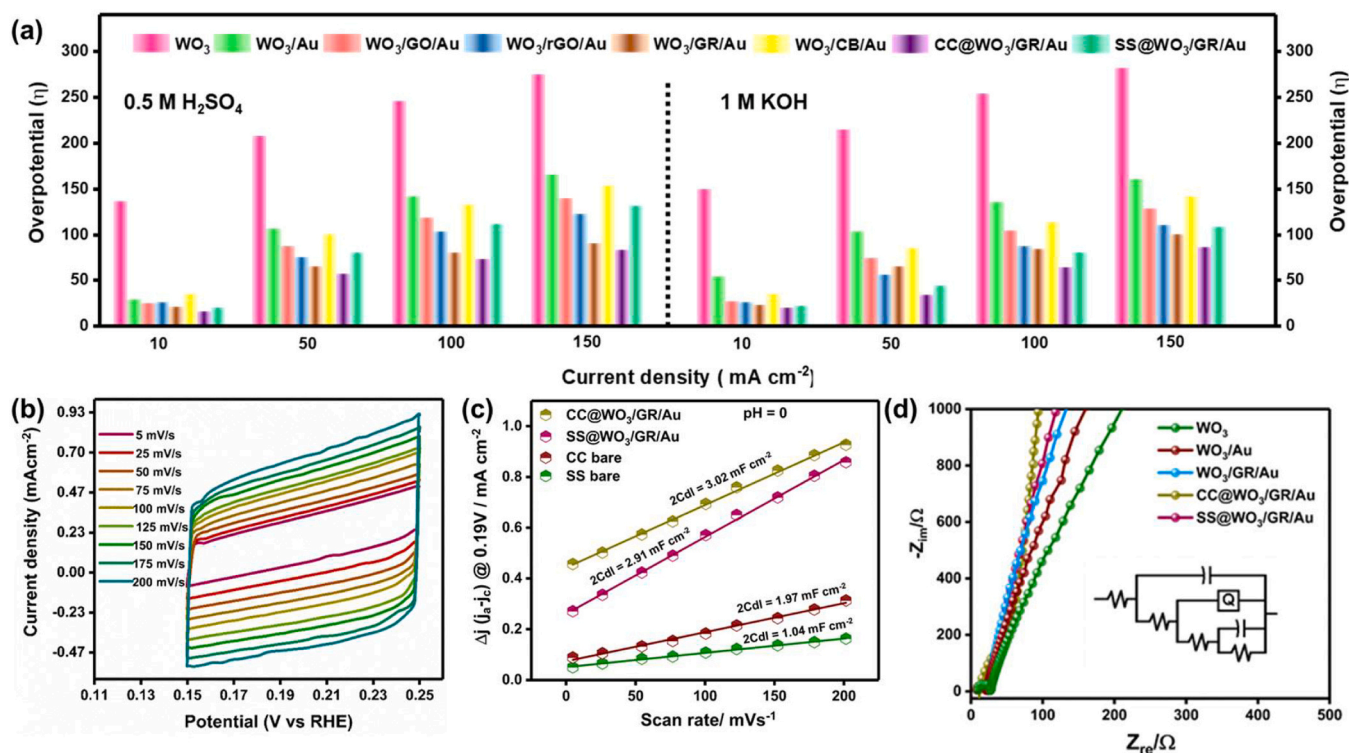 (a)
WO₃ WO₃/Au WO₃/GO/Au WO₃/rGO/Au WO₃/GR/Au WO₃/CB/Au CC@WO₃/GR/Au SS@WO₃/GR/Au
0.5 M H₂SO₄
1 M KOH
Overpotential (η)
300
250
200
150
100
50
0
Overpotential (η)
300
250
200
150
100
50
0
10 50 100 150 10 50 100 150
Current density ( mA cm⁻²)
(b)
Current density (mAcm⁻²)
0.93
0.70
0.47
0.23
0.00
-0.23
-0.47
5 mV/s
25 mV/s
50 mV/s
75 mV/s
100 mV/s
125 mV/s
150 mV/s
175 mV/s
200 mV/s
0.11 0.13 0.15 0.17 0.19 0.21 0.23 0.25
Potential (V vs RHE)
(c)
Δj (jₐ-j꜀) @ 0.19V / mA cm⁻²
1.0
0.8
0.6
0.4
0.2
0.0
CC@WO₃/GR/Au
SS@WO₃/GR/Au
CC bare
SS bare
pH = 0
2Cdl = 3.02 mF cm⁻²
2Cdl = 2.91 mF cm⁻²
2Cdl = 1.97 mF cm⁻²
2Cdl = 1.04 mF cm⁻²
0 50 100 150 200
Scan rate/ mVs⁻¹
(d)
-Zim/Ω
1000
800
600
400
200
0
WO₃
WO₃/Au
WO₃/GR/Au
CC@WO₃/GR/Au
SS@WO₃/GR/Au
Q
0 100 200 300 400 500
Zre/Ω